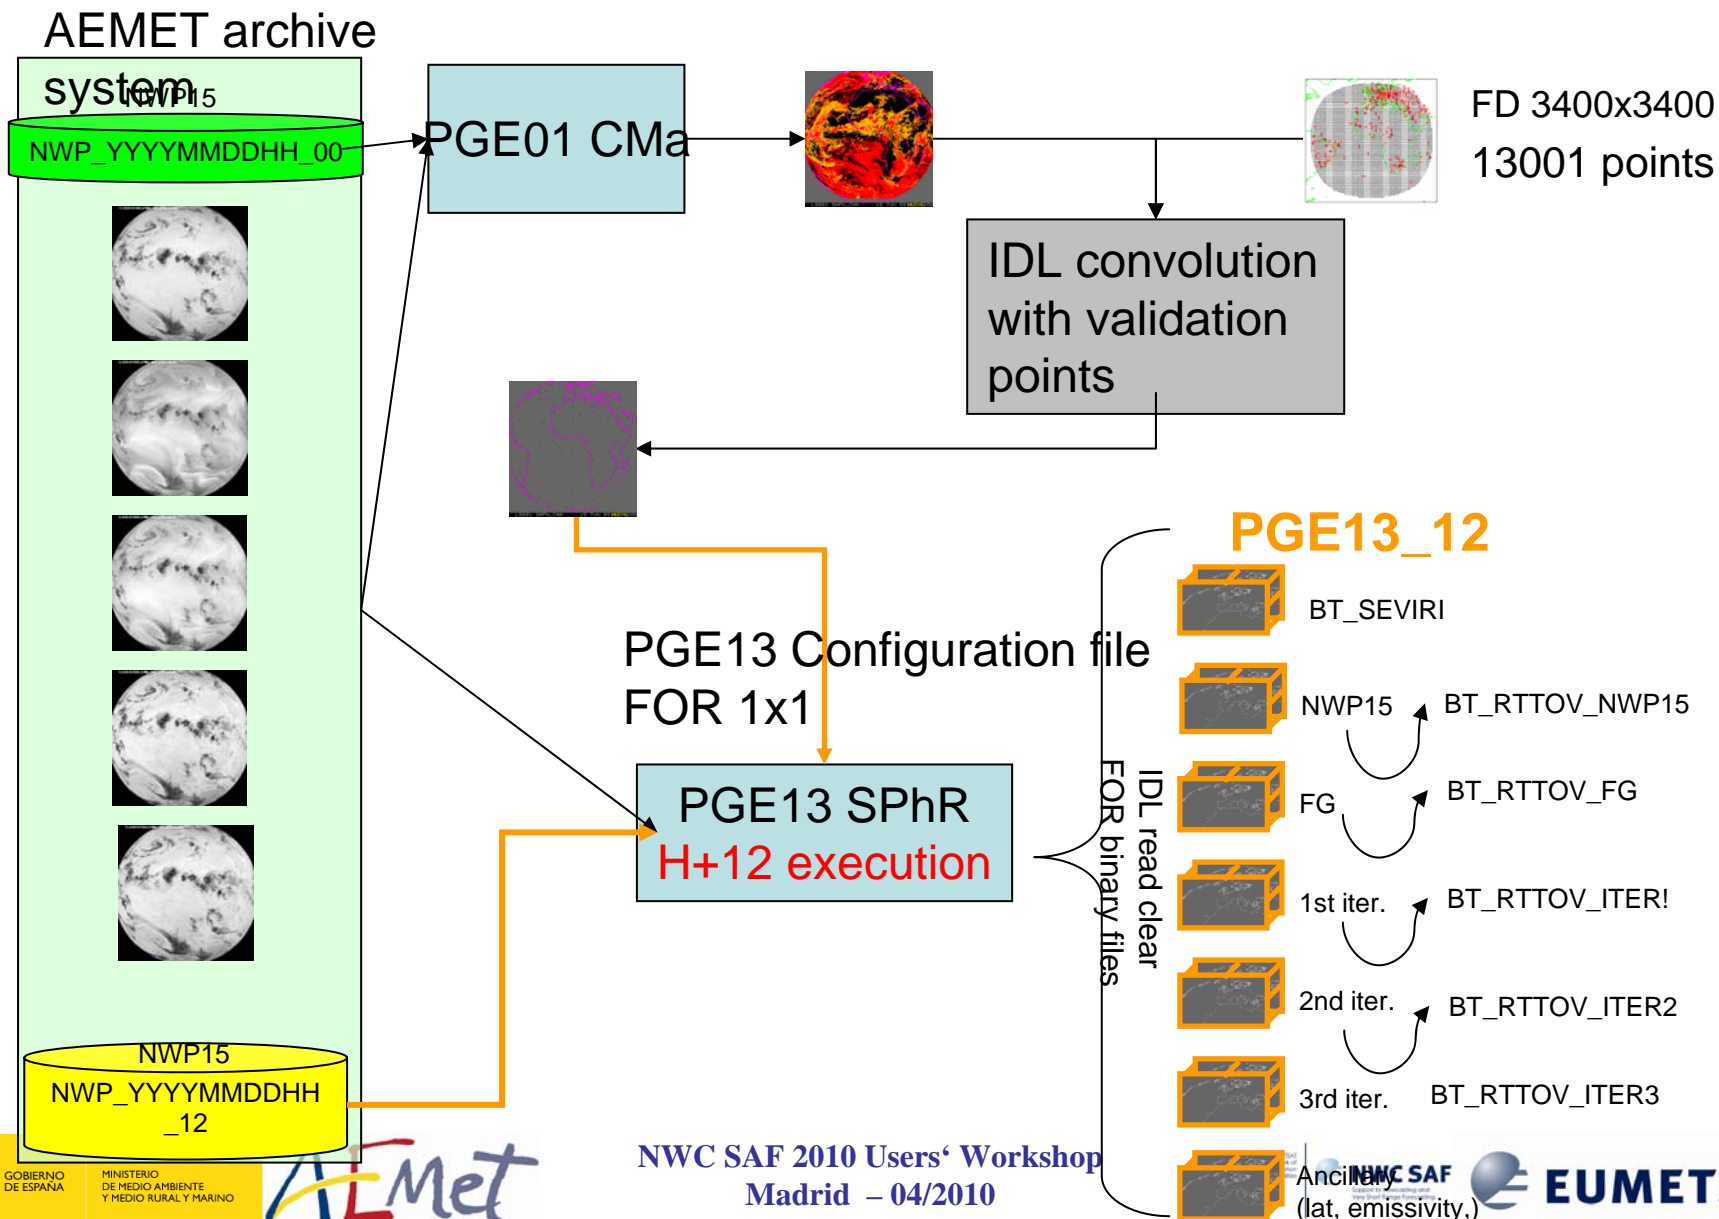 AEMET archive
system
NWP15
NWP_YYYYMMDDHH_00
PGE01 CMa
FD 3400x3400
13001 points
IDL convolution
with validation
points
PGE13 Configuration file
FOR 1x1
PGE13 SPhR
H+12 execution
IDL read clear
FOR binary files
PGE13_12
BT_SEVIRI
NWP15
BT_RTTOV_NWP15
FG
BT_RTTOV_FG
1st iter.
BT_RTTOV_ITER!
2nd iter.
BT_RTTOV_ITER2
3rd iter.
BT_RTTOV_ITER3
Ancillary
(lat, emissivity,)
NWP15
NWP_YYYYMMDDHH
_12
GOBIERNO
DE ESPAÑA
MINISTERIO
DE MEDIO AMBIENTE
Y MEDIO RURAL Y MARINO
AEMet
NWC SAF 2010 Users‘ Workshop
Madrid – 04/2010
NWC SAF
EUMET